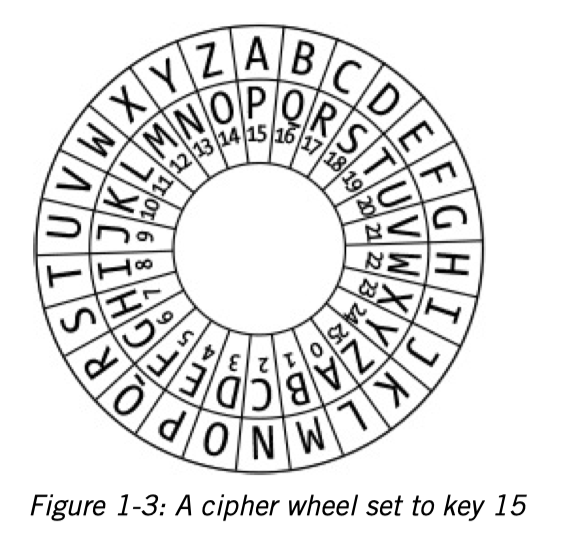 A B C D E F G H I J K L M N O P Q R S T U V W X Y Z
P Q R S T U V W X Y Z A B C D E F G H I J K L M N O
15 16 17 18 19 20 21 22 23 24 25 0 1 2 3 4 5 6 7 8 9 10 11 12 13 14
Figure 1-3: A cipher wheel set to key 15